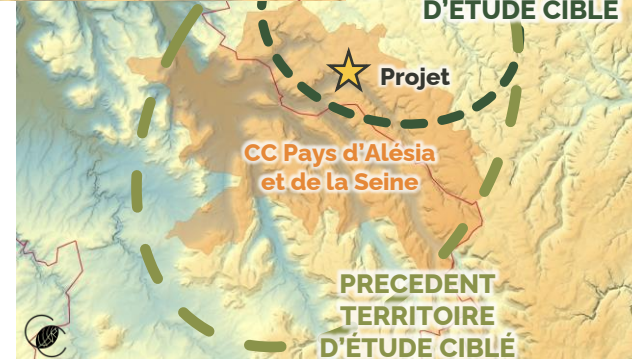 D'ÉTUDE CIBLÉ
Projet
CC Pays d'Alésia
et de la Seine
PRECEDENT
TERRITOIRE
D'ÉTUDE CIBLÉ